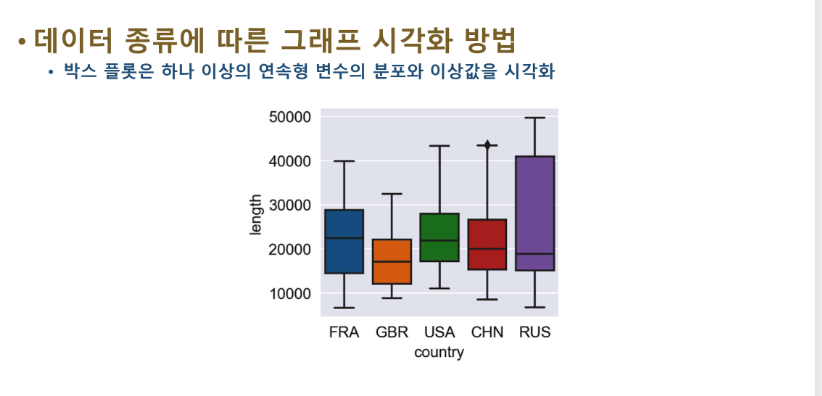 • 데이터 종류에 따른 그래프 시각화 방법
• 박스 플롯은 하나 이상의 연속형 변수의 분포와 이상값을 시각화
50000
40000
30000
20000
10000
length
FRA GBR USA CHN RUS
country